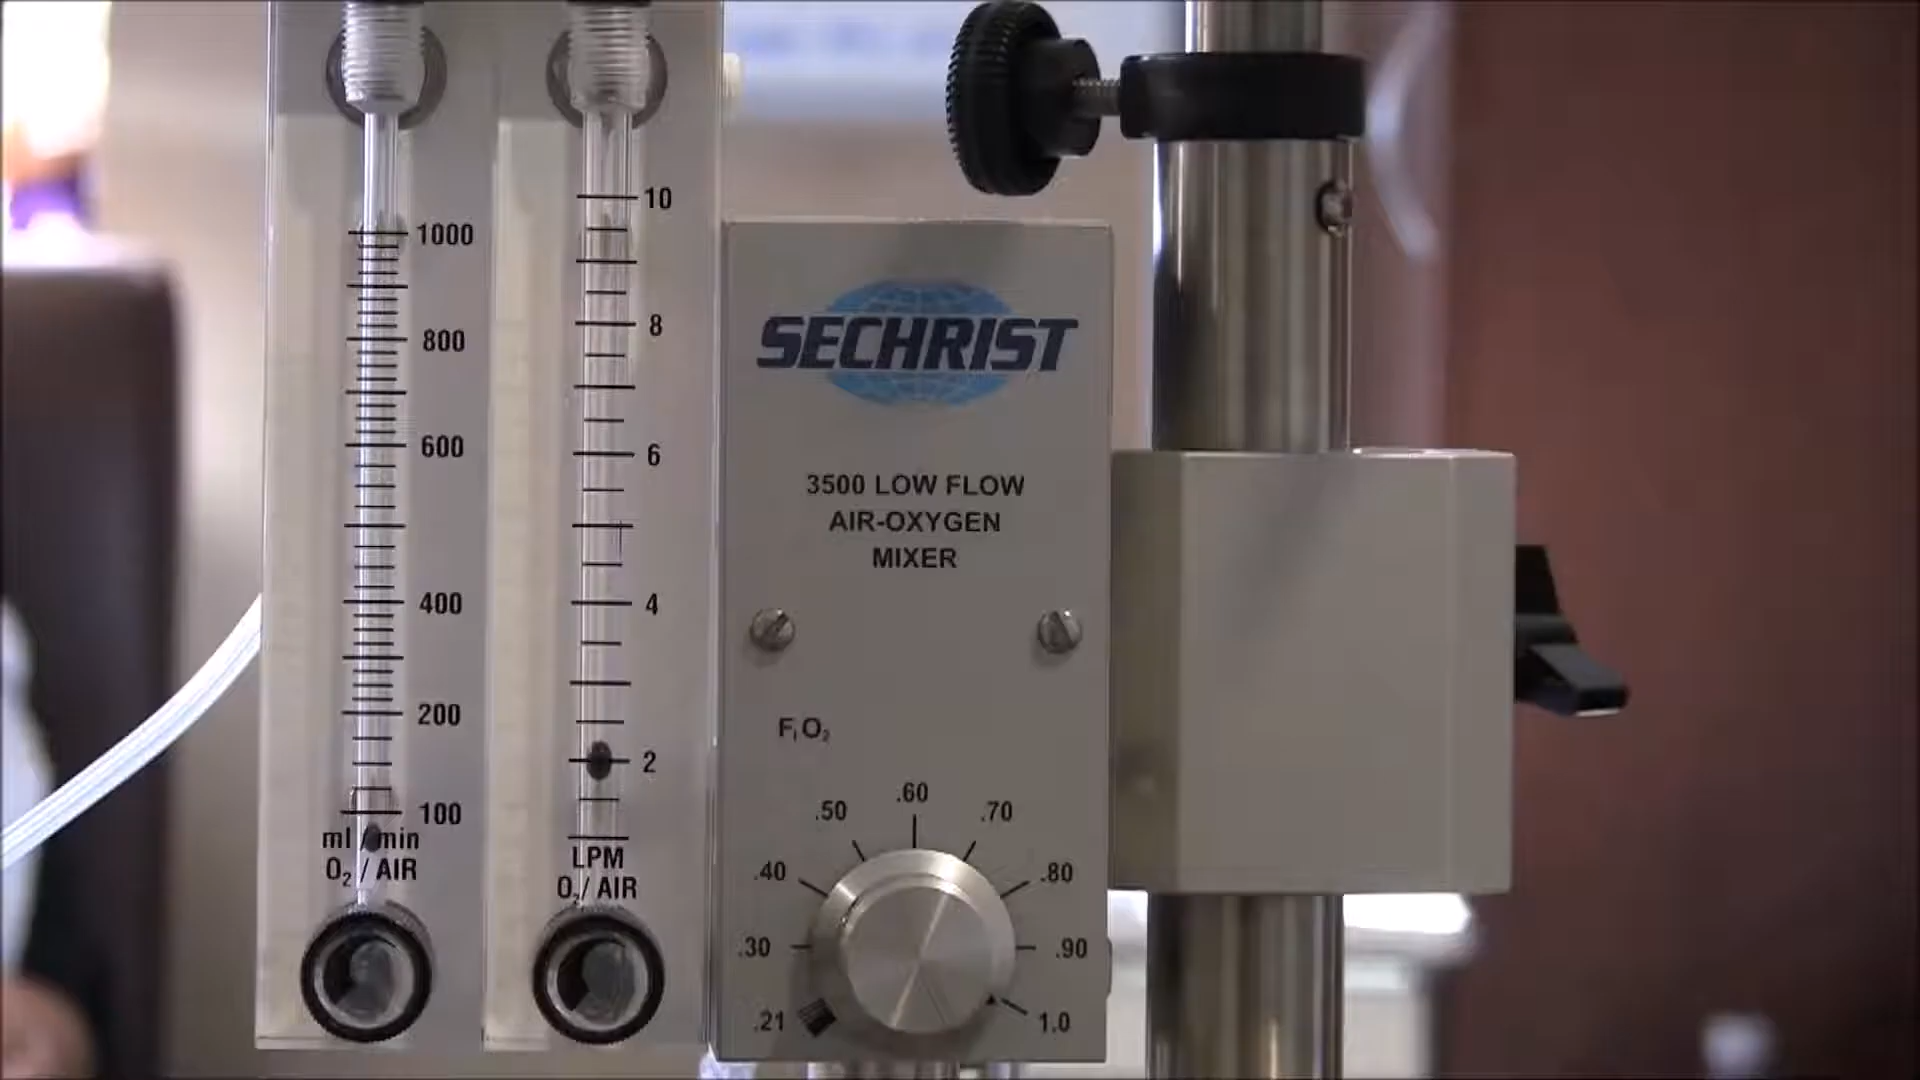 1000
800
600
400
200
100
ml / min
O₂ / AIR
10
8
6
4
2
LPM
O₂ / AIR
SECHRIST
3500 LOW FLOW
AIR-OXYGEN
MIXER
FIO₂
.21
.30
.40
.50
.60
.70
.80
.90
1.0